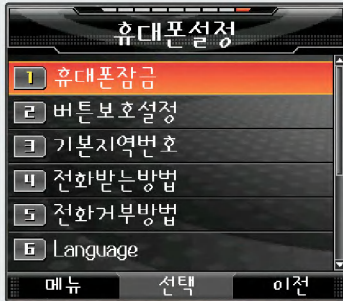 휴대폰설정
1 휴대폰잠금
2 버튼보호설정
3 기본지역번호
4 전화받는방법
5 전화거부방법
6 Language
메뉴 선택 이전